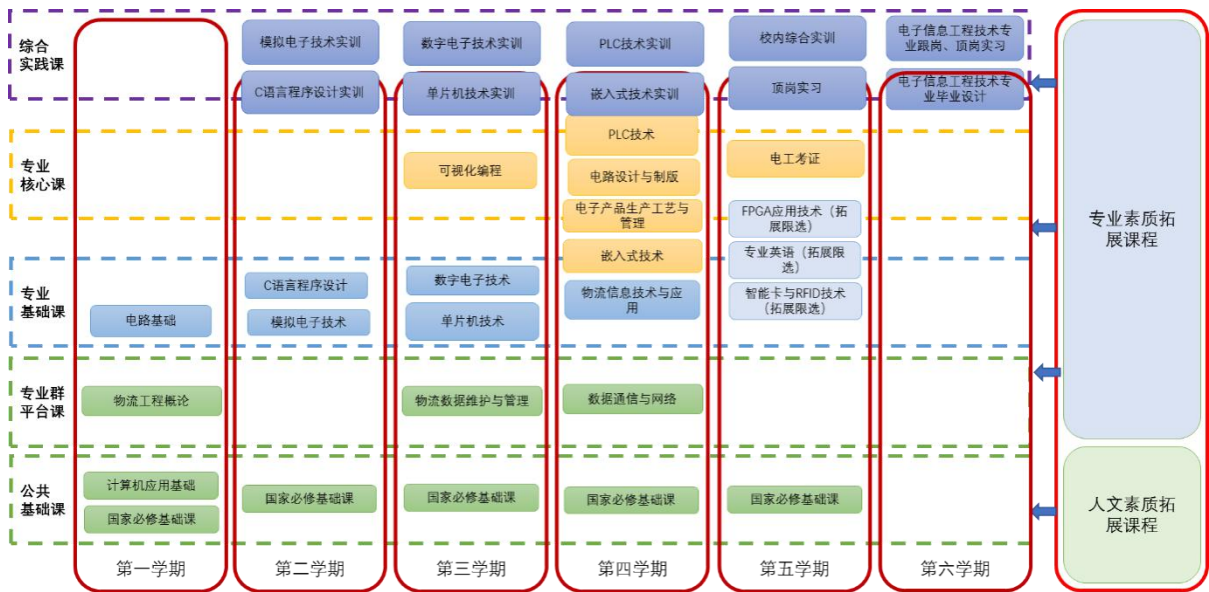 综合
实践课
模拟电子技术实训
数字电子技术实训
PLC技术实训
校内综合实训
电子信息工程技术专
业跟岗、顶岗实习
C语言程序设计实训
单片机技术实训
嵌入式技术实训
顶岗实习
电子信息工程技术专
业毕业设计
专业
核心课
可视化编程
PLC技术
电路设计与制版
电子产品生产工艺与
管理
嵌入式技术
电工考证
FPGA应用技术（拓
展限选）
专业英语（拓展限
选）
智能卡与RFID技术
（拓展限选）
专业
基础课
电路基础
C语言程序设计
模拟电子技术
数字电子技术
单片机技术
物流信息技术与应
用
专业群
平台课
物流工程概论
物流数据维护与管理
数据通信与网络
公共
基础课
计算机应用基础
国家必修基础课
国家必修基础课
国家必修基础课
国家必修基础课
国家必修基础课
第一学期
第二学期
第三学期
第四学期
第五学期
第六学期
专业素质拓
展课程
人文素质拓
展课程